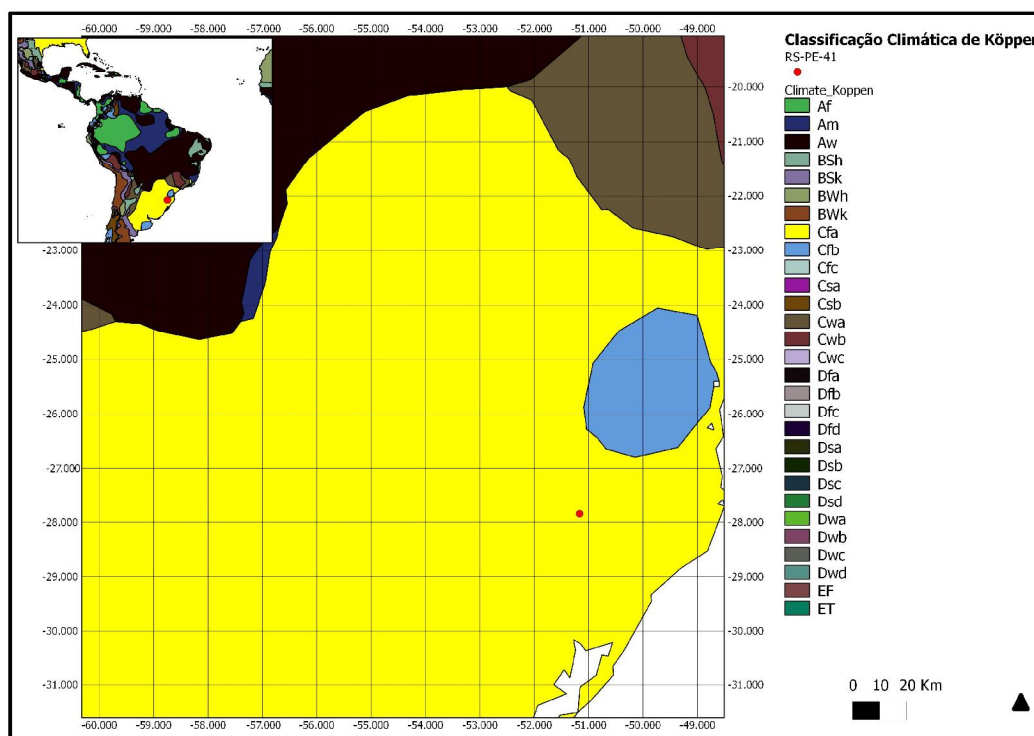 -60.000 -59.000 -58.000 -57.000 -56.000 -55.000 -54.000 -53.000 -52.000 -51.000 -50.000 -49.000
-20.000
-21.000
-22.000
-23.000 -23.000
-24.000 -24.000
-25.000 -25.000
-26.000 -26.000
-27.000 -27.000
-28.000 -28.000
-29.000 -29.000
-30.000 -30.000
-31.000 -31.000
-60.000 -59.000 -58.000 -57.000 -56.000 -55.000 -54.000 -53.000 -52.000 -51.000 -50.000 -49.000
Classificação Climática de Köpper
RS-PE-41
Climate_Koppen
Af
Am
Aw
BSh
BSk
BWh
BWk
Cfa
Cfb
Cfc
Csa
Csb
Cwa
Cwb
Cwc
Dfa
Dfb
Dfc
Dfd
Dsa
Dsb
Dsc
Dsd
Dwa
Dwb
Dwc
Dwd
EF
ET
0 10 20 Km